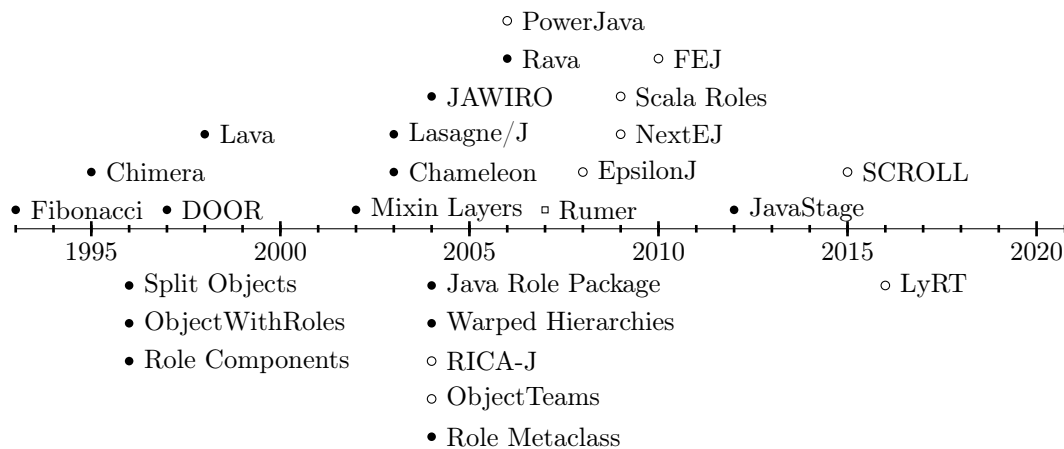 PowerJava
Rava
FEJ
JAWIRO
Scala Roles
Lava
Lasagne/J
NextEJ
Chimera
Chameleon
EpsilonJ
SCROLL
Fibonacci
DOOR
Mixin Layers
Rumer
JavaStage
1995 2000 2005 2010 2015 2020
Split Objects
Java Role Package
LyRT
ObjectWithRoles
Warped Hierarchies
Role Components
RICA-J
ObjectTeams
Role Metaclass